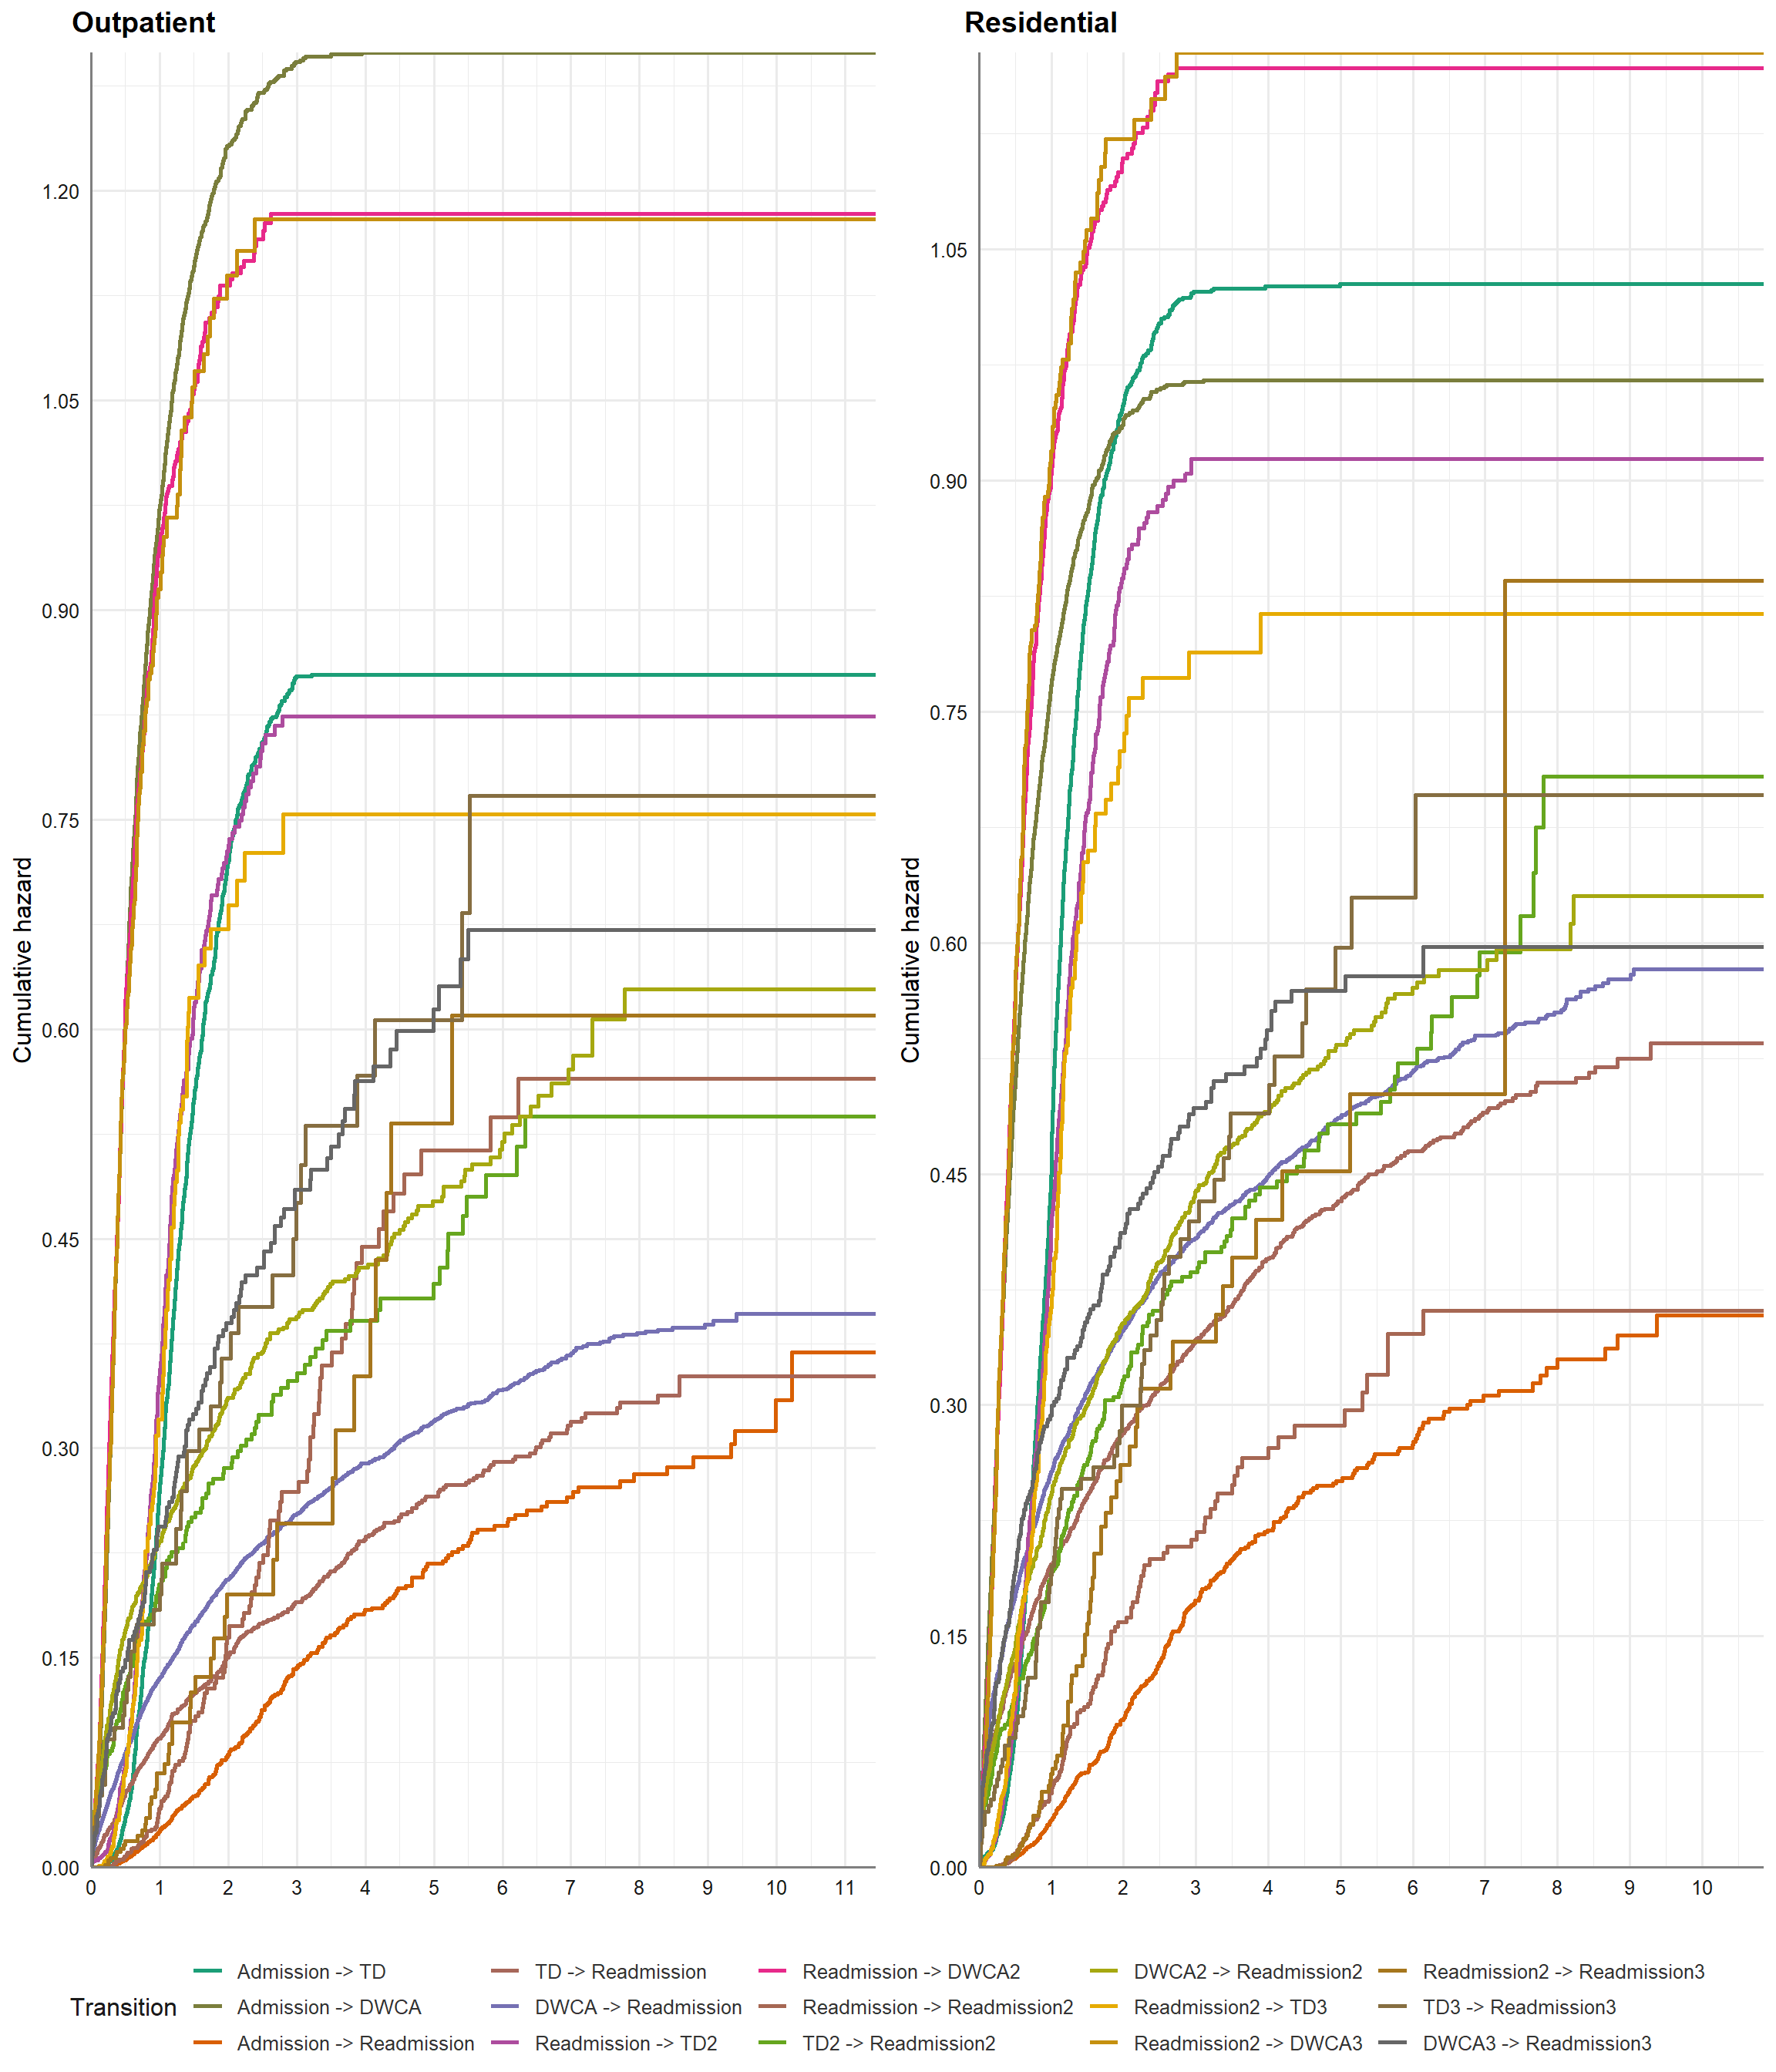 Outpatient
Residential
Cumulative hazard
1.20
1.05
0.90
0.75
0.60
0.45
0.30
0.15
0.00
0 1 2 3 4 5 6 7 8 9 10 11
Cumulative hazard
1.05
0.90
0.75
0.60
0.45
0.30
0.15
0.00
0 1 2 3 4 5 6 7 8 9 10
Transition
Admission -> TD
TD -> Readmission
Readmission -> DWCA2
DWCA2 -> Readmission2
Readmission2 -> Readmission3
Admission -> DWCA
DWCA -> Readmission
Readmission -> Readmission2
Readmission2 -> TD3
TD3 -> Readmission3
Admission -> Readmission
Readmission -> TD2
TD2 -> Readmission2
Readmission2 -> DWCA3
DWCA3 -> Readmission3